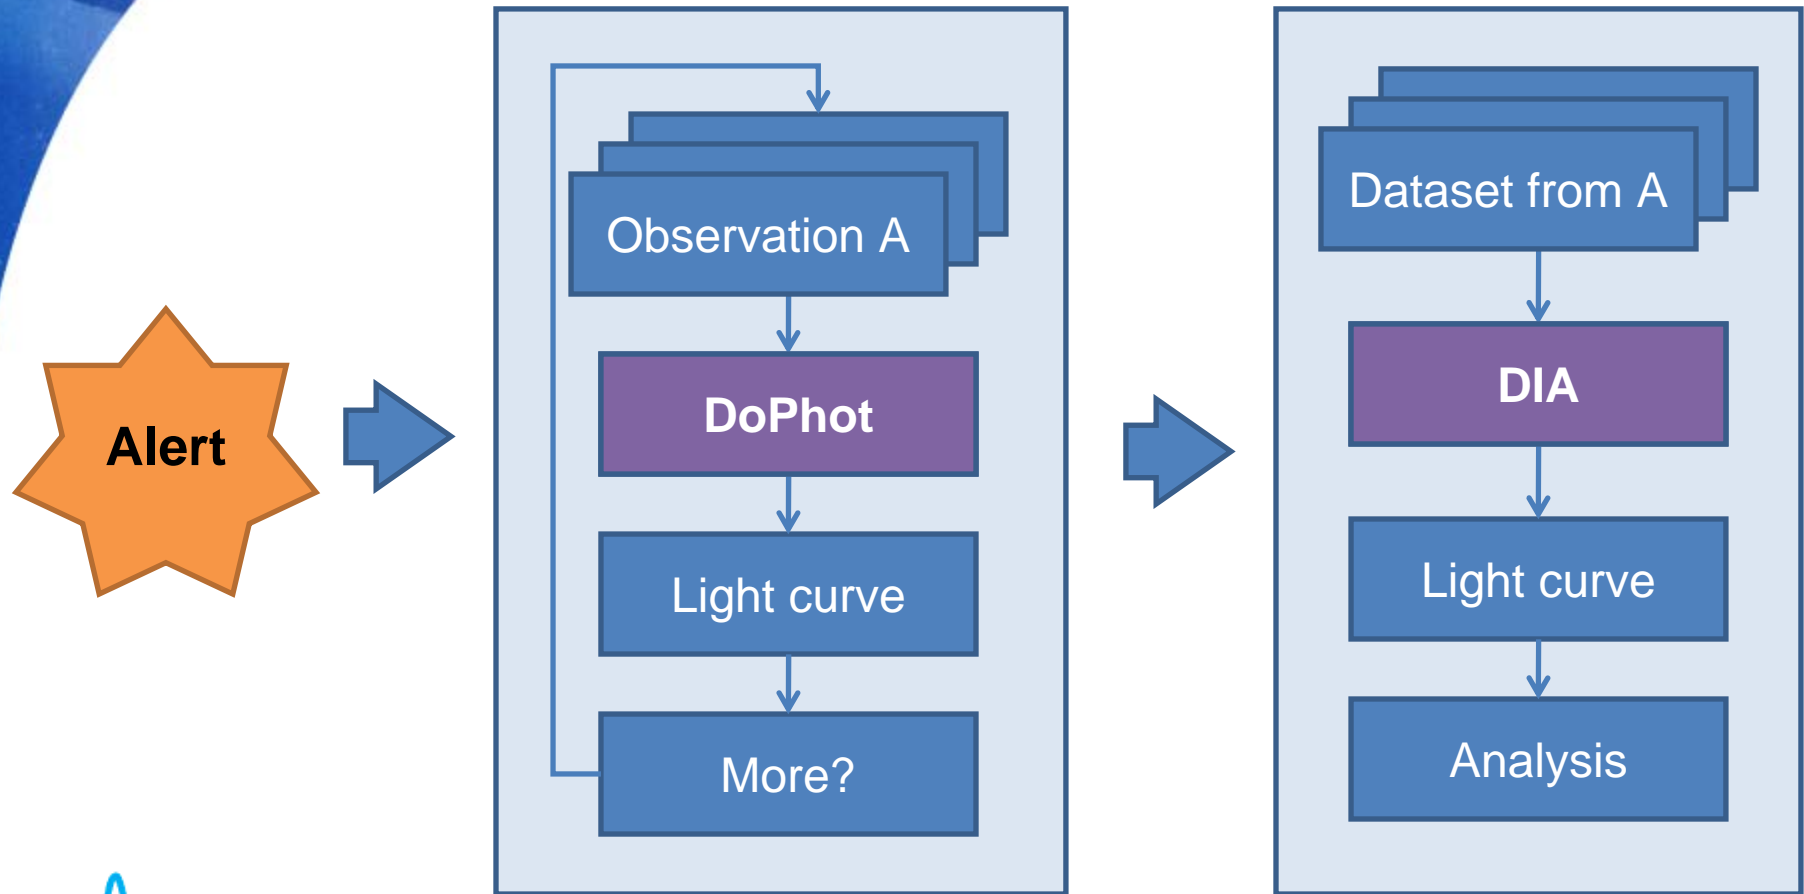 Alert
Observation A
DoPhot
Light curve
More?
Dataset from A
DIA
Light curve
Analysis